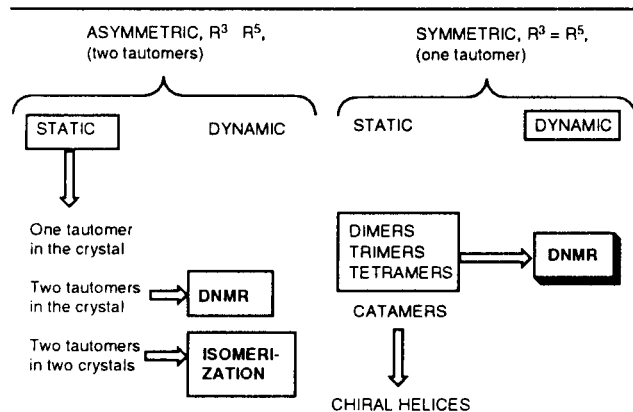 ASYMMETRIC, R³ R⁵,
(two tautomers)
SYMMETRIC, R³ = R⁵,
(one tautomer)
STATIC
DYNAMIC
STATIC
DYNAMIC
One tautomer
in the crystal
Two tautomers
in the crystal
DNMR
Two tautomers
in two crystals
ISOMERI-
ZATION
DIMERS
TRIMERS
TETRAMERS
DNMR
CATAMERS
CHIRAL HELICES